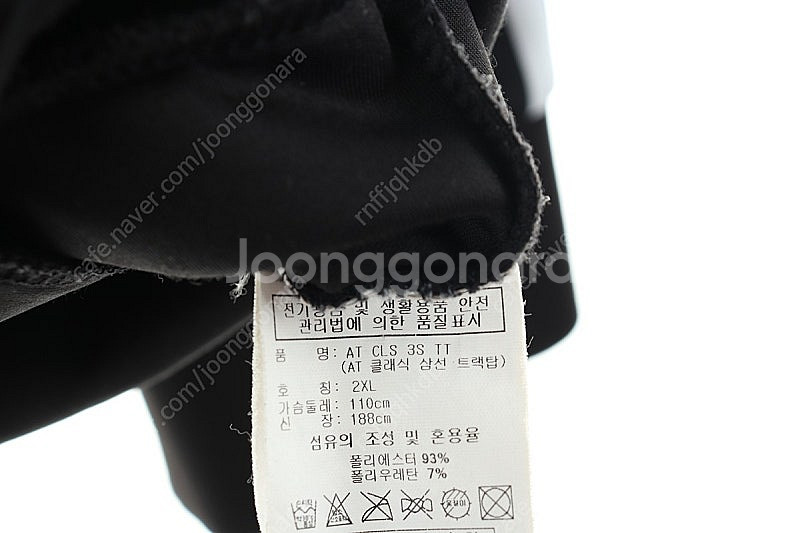 cafe.naver.com/joonggonara
rnffjqhkdb
Joonggonara
전기용품 및 생활용품 안전
관리법에 의한 품질표시
품 명: AT CLS 3S TT
(AT 클래식 삼선 트랙탑)
호 칭: 2XL
가슴둘레: 110cm
신 장: 188cm
섬유의 조성 및 혼용율
폴리에스터 93%
폴리우레탄 7%